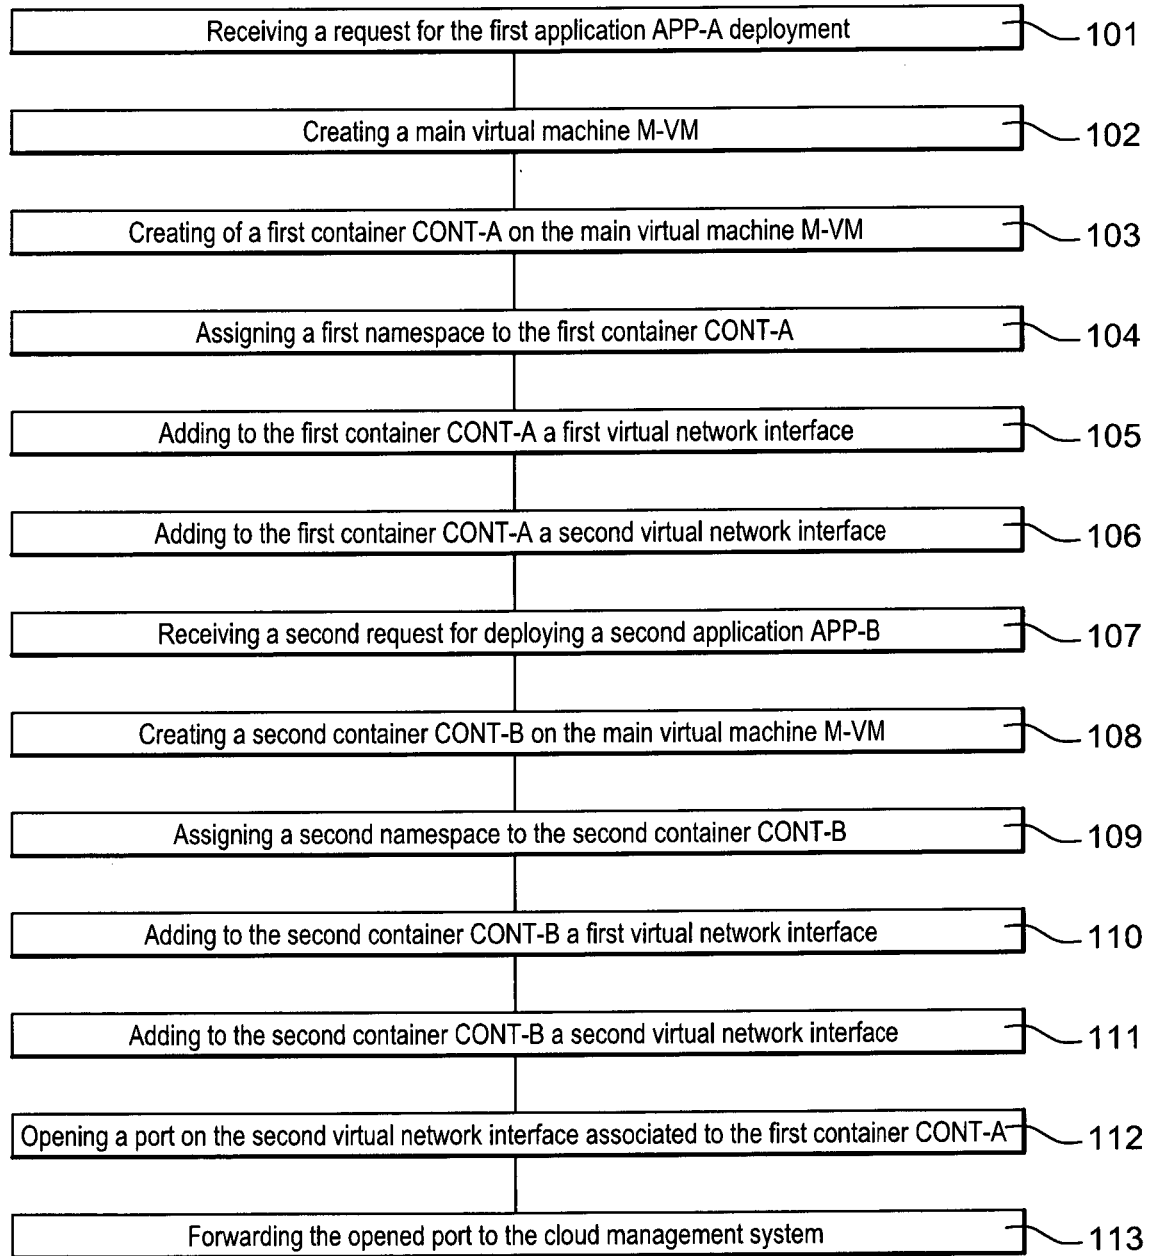 Receiving a request for the first application APP-A deployment 101
Creating a main virtual machine M-VM 102
Creating of a first container CONT-A on the main virtual machine M-VM 103
Assigning a first namespace to the first container CONT-A 104
Adding to the first container CONT-A a first virtual network interface 105
Adding to the first container CONT-A a second virtual network interface 106
Receiving a second request for deploying a second application APP-B 107
Creating a second container CONT-B on the main virtual machine M-VM 108
Assigning a second namespace to the second container CONT-B 109
Adding to the second container CONT-B a first virtual network interface 110
Adding to the second container CONT-B a second virtual network interface 111
Opening a port on the second virtual network interface associated to the first container CONT-A 112
Forwarding the opened port to the cloud management system 113